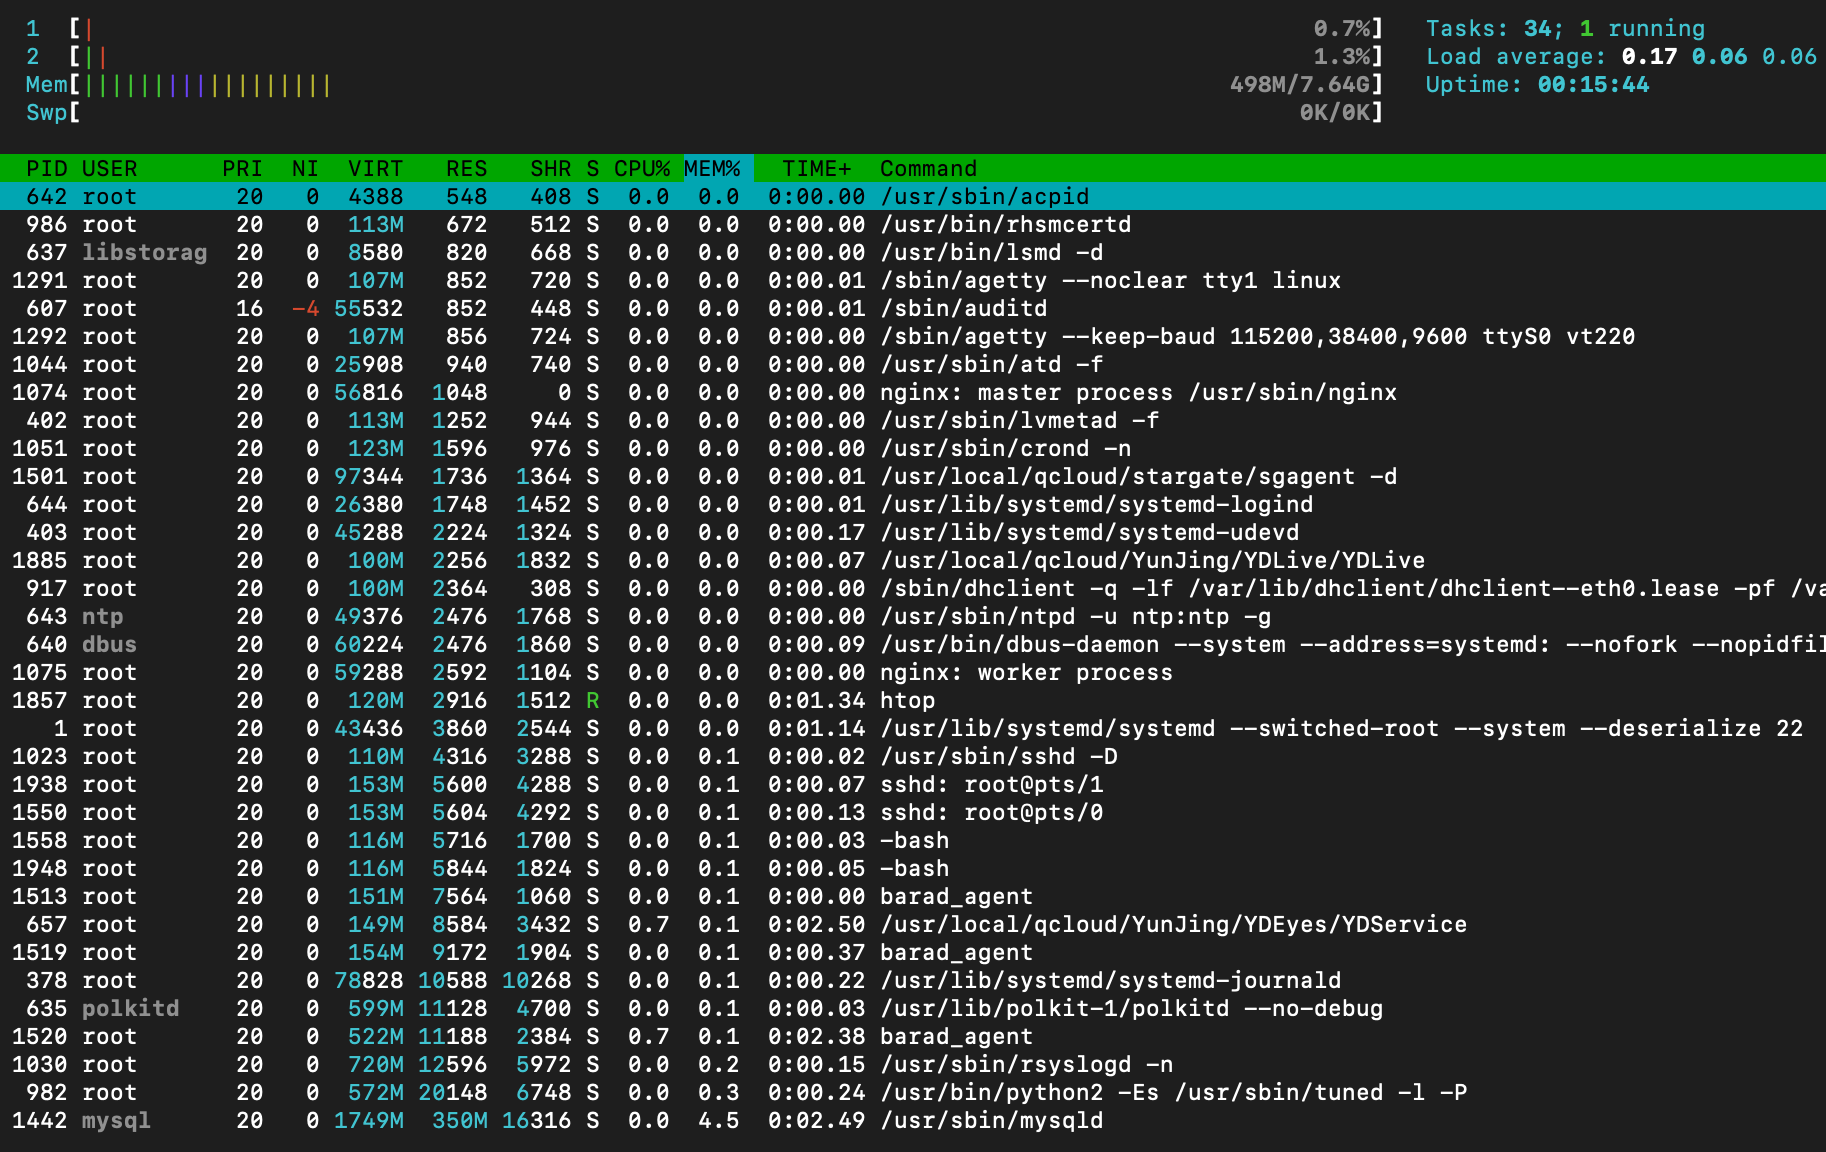 1 [| 0.7%] Tasks: 34; 1 running
2 [|| 1.3%] Load average: 0.17 0.06 0.06
Mem[|||||||||||||||||| 498M/7.64G] Uptime: 00:15:44
Swp[ 0K/0K]
PID USER PRI NI VIRT RES SHR S CPU% MEM% TIME+ Command
642 root 20 0 4388 548 408 S 0.0 0.0 0:00.00 /usr/sbin/acpid
986 root 20 0 113M 672 512 S 0.0 0.0 0:00.00 /usr/bin/rhsmcertd
637 libstorag 20 0 8580 820 668 S 0.0 0.0 0:00.00 /usr/bin/lsmd -d
1291 root 20 0 107M 852 720 S 0.0 0.0 0:00.01 /sbin/agetty --noclear tty1 linux
607 root 16 -4 55532 852 448 S 0.0 0.0 0:00.01 /sbin/auditd
1292 root 20 0 107M 856 724 S 0.0 0.0 0:00.00 /sbin/agetty --keep-baud 115200,38400,9600 ttyS0 vt220
1044 root 20 0 25908 940 740 S 0.0 0.0 0:00.00 /usr/sbin/atd -f
1074 root 20 0 56816 1048 0 S 0.0 0.0 0:00.00 nginx: master process /usr/sbin/nginx
402 root 20 0 113M 1252 944 S 0.0 0.0 0:00.00 /usr/sbin/lvmetad -f
1051 root 20 0 123M 1596 976 S 0.0 0.0 0:00.00 /usr/sbin/crond -n
1501 root 20 0 97344 1736 1364 S 0.0 0.0 0:00.01 /usr/local/qcloud/stargate/sgagent -d
644 root 20 0 26380 1748 1452 S 0.0 0.0 0:00.01 /usr/lib/systemd/systemd-logind
403 root 20 0 45288 2224 1324 S 0.0 0.0 0:00.17 /usr/lib/systemd/systemd-udevd
1885 root 20 0 100M 2256 1832 S 0.0 0.0 0:00.07 /usr/local/qcloud/YunJing/YDLive/YDLive
917 root 20 0 100M 2364 308 S 0.0 0.0 0:00.00 /sbin/dhclient -q -lf /var/lib/dhclient/dhclient--eth0.lease -pf /va
643 ntp 20 0 49376 2476 1768 S 0.0 0.0 0:00.00 /usr/sbin/ntpd -u ntp:ntp -g
640 dbus 20 0 60224 2476 1860 S 0.0 0.0 0:00.09 /usr/bin/dbus-daemon --system --address=systemd: --nofork --nopidfil
1075 root 20 0 59288 2592 1104 S 0.0 0.0 0:00.00 nginx: worker process
1857 root 20 0 120M 2916 1512 R 0.0 0.0 0:01.34 htop
1 root 20 0 43436 3860 2544 S 0.0 0.0 0:01.14 /usr/lib/systemd/systemd --switched-root --system --deserialize 22
1023 root 20 0 110M 4316 3288 S 0.0 0.1 0:00.02 /usr/sbin/sshd -D
1938 root 20 0 153M 5600 4288 S 0.0 0.1 0:00.07 sshd: root@pts/1
1550 root 20 0 153M 5604 4292 S 0.0 0.1 0:00.13 sshd: root@pts/0
1558 root 20 0 116M 5716 1700 S 0.0 0.1 0:00.03 -bash
1948 root 20 0 116M 5844 1824 S 0.0 0.1 0:00.05 -bash
1513 root 20 0 151M 7564 1060 S 0.0 0.1 0:00.00 barad_agent
657 root 20 0 149M 8584 3432 S 0.7 0.1 0:02.50 /usr/local/qcloud/YunJing/YDEyes/YDService
1519 root 20 0 154M 9172 1904 S 0.0 0.1 0:00.37 barad_agent
378 root 20 0 78828 10588 10268 S 0.0 0.1 0:00.22 /usr/lib/systemd/systemd-journald
635 polkitd 20 0 599M 11128 4700 S 0.0 0.1 0:00.03 /usr/lib/polkit-1/polkitd --no-debug
1520 root 20 0 522M 11188 2384 S 0.7 0.1 0:02.38 barad_agent
1030 root 20 0 720M 12596 5972 S 0.0 0.2 0:00.15 /usr/sbin/rsyslogd -n
982 root 20 0 572M 20148 6748 S 0.0 0.3 0:00.24 /usr/bin/python2 -Es /usr/sbin/tuned -l -P
1442 mysql 20 0 1749M 350M 16316 S 0.0 4.5 0:02.49 /usr/sbin/mysqld